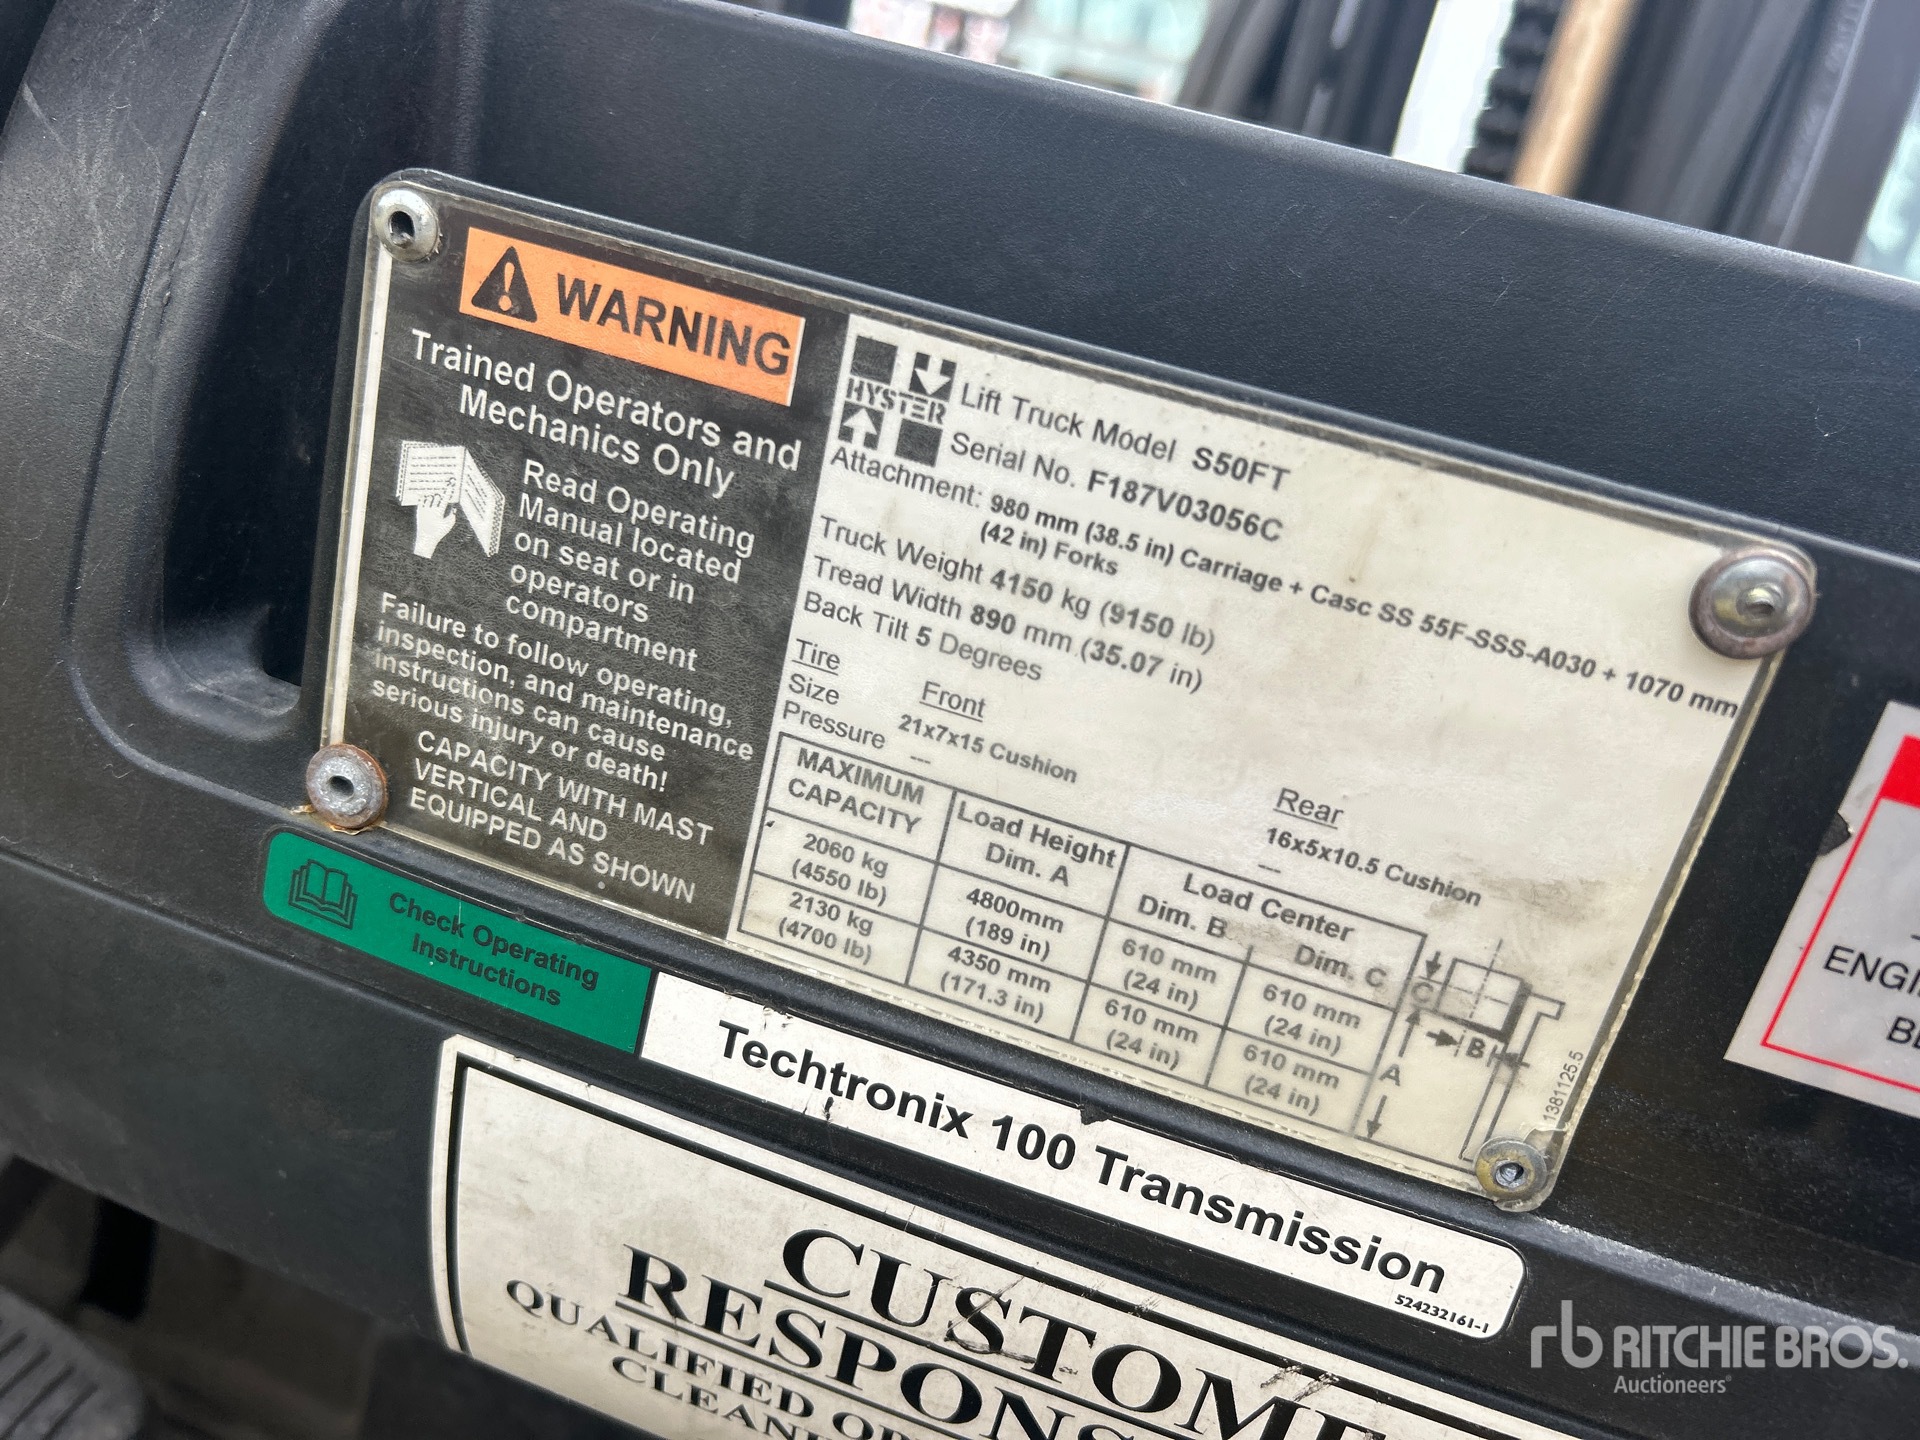 WARNING
Trained Operators and
Mechanics Only
Read Operating
Manual located
on seat or in
operators
compartment
Failure to follow operating,
inspection, and maintenance
instructions can cause
serious injury or death!
CAPACITY WITH MAST
VERTICAL AND
EQUIPPED AS SHOWN
HYSTER
Lift Truck Model S50FT
Serial No. F187V03056C
Attachment: 980 mm (38.5 in) Carriage + Casc SS 55F-SSS-A030 + 1070 mm
(42 in) Forks
Truck Weight 4150 kg (9150 lb)
Tread Width 890 mm (35.07 in)
Back Tilt 5 Degrees
Tire Front Rear
Size 21x7x15 Cushion 16x5x10.5 Cushion
Pressure --- ---
MAXIMUM CAPACITY Load Height Dim. A Load Center Dim. B Dim. C
2060 kg 4800mm 610 mm 610 mm
(4550 lb) (189 in) (24 in) (24 in)
2130 kg 4350 mm 610 mm 610 mm
(4700 lb) (171.3 in) (24 in) (24 in)
C
B
A
1381125.5
Check Operating
Instructions
Techtronix 100 Transmission
524232161-1
CUSTOME
RESPONS
QUALIFIED OP
CLEAN
ENGI
BE
rb RITCHIE BROS.
Auctioneers